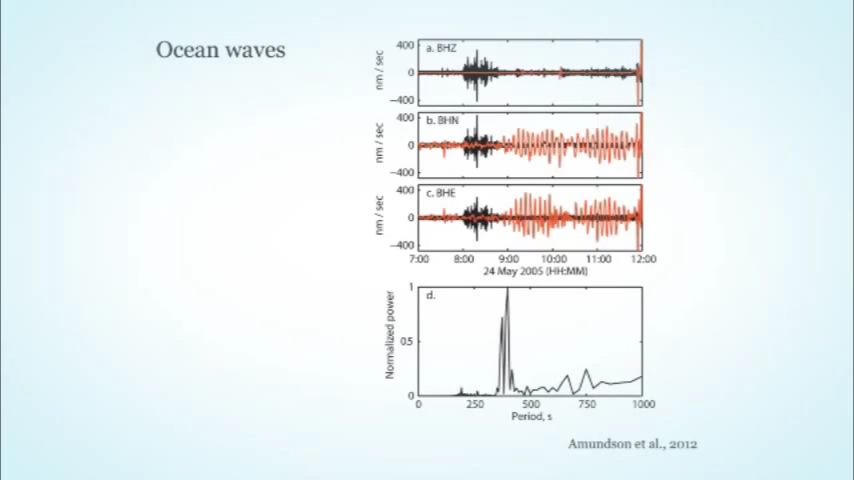 Ocean waves
a. BHZ
400
0
−400
nm / sec
b. BHN
400
0
−400
nm / sec
c. BHE
400
0
−400
nm / sec
7:00 8:00 9:00 10:00 11:00 12:00
24 May 2005 (HH:MM)
d.
1
0.5
0
Normalized power
0 250 500 750 1000
Period, s
Amundson et al., 2012